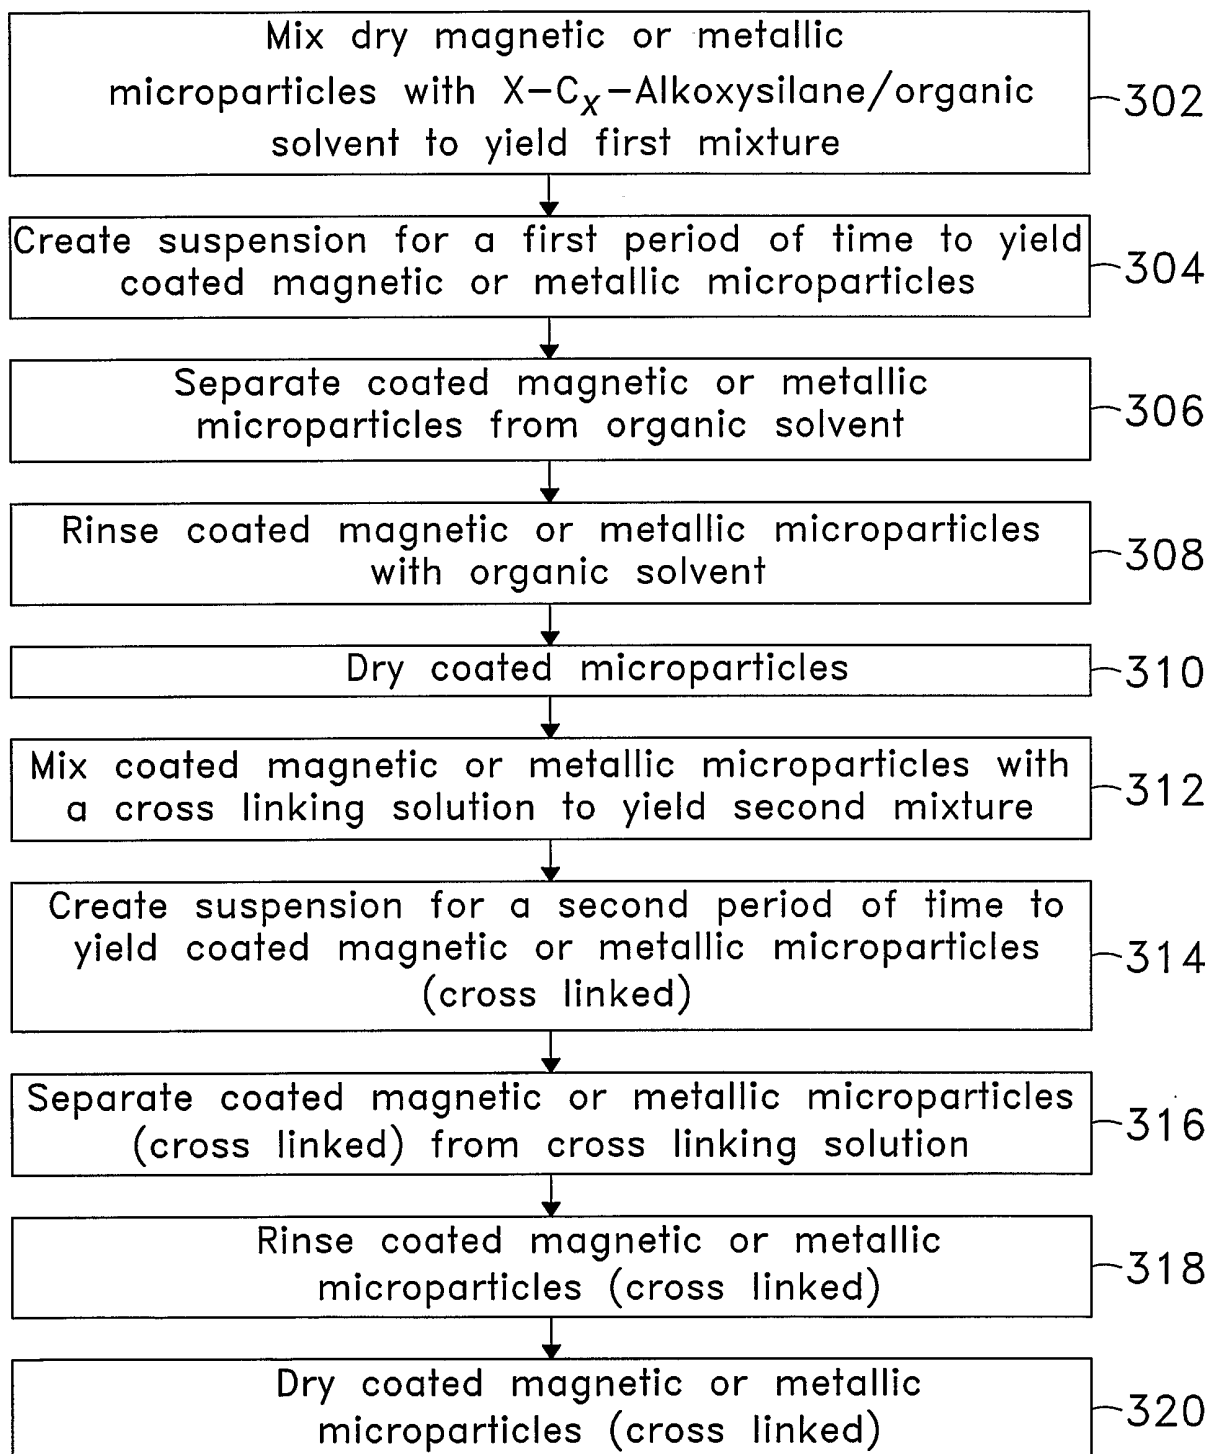 Mix dry magnetic or metallic
microparticles with X-Cx-Alkoxysilane/organic
solvent to yield first mixture
302
Create suspension for a first period of time to yield
coated magnetic or metallic microparticles
304
Separate coated magnetic or metallic
microparticles from organic solvent
306
Rinse coated magnetic or metallic microparticles
with organic solvent
308
Dry coated microparticles
310
Mix coated magnetic or metallic microparticles with
a cross linking solution to yield second mixture
312
Create suspension for a second period of time to
yield coated magnetic or metallic microparticles
(cross linked)
314
Separate coated magnetic or metallic microparticles
(cross linked) from cross linking solution
316
Rinse coated magnetic or metallic
microparticles (cross linked)
318
Dry coated magnetic or metallic
microparticles (cross linked)
320